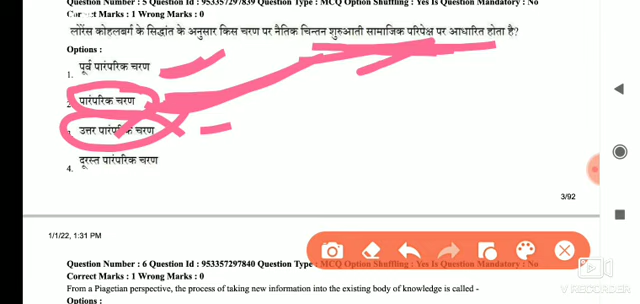 Question Number : 5 Question Id : 953357297839 Question Type : MCQ Option Shuffling : Yes Is Question Mandatory : No
Correct Marks : 1 Wrong Marks : 0
लोरेंस कोहलबर्ग के सिद्धांत के अनुसार किस चरण पर नैतिक चिन्तन शुरुआती सामाजिक परिपेक्ष पर आधारित होता है?
Options :
1. पूर्व पारंपरिक चरण
2. पारंपरिक चरण
3. उत्तर पारंपरिक चरण
4. दूरस्त पारंपरिक चरण
3/92
1/1/22, 1:31 PM
Question Number : 6 Question Id : 953357297840 Question Type : MCQ Option Shuffling : Yes Is Question Mandatory : No
Correct Marks : 1 Wrong Marks : 0
From a Piagetian perspective, the process of taking new information into the existing body of knowledge is called -
Options :
V RECORDER